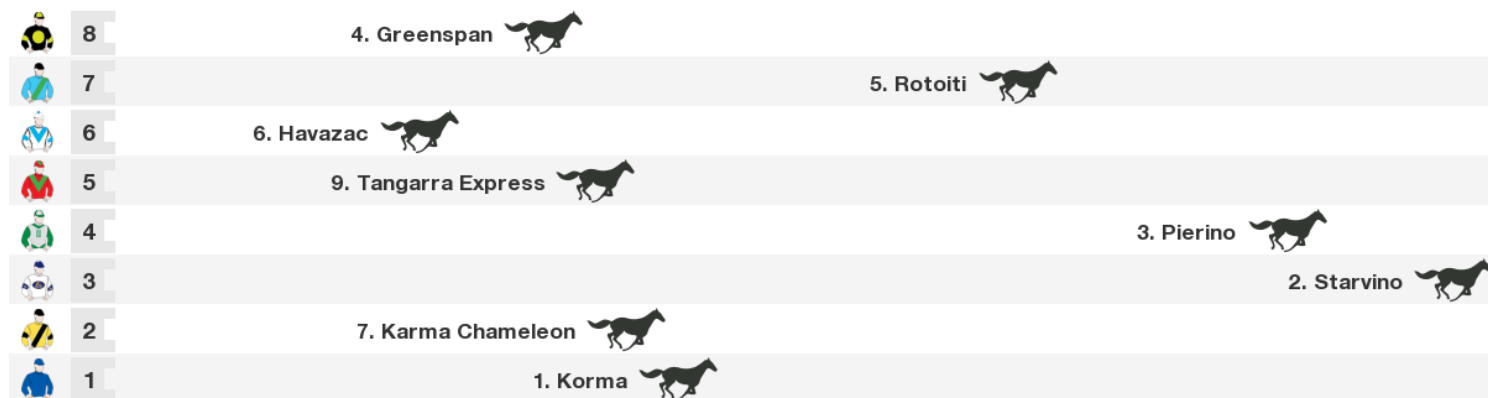 8 4. Greenspan
7 5. Rotoiti
6 6. Havazac
5 9. Tangarra Express
4 3. Pierino
3 2. Starvino
2 7. Karma Chameleon
1 1. Korma